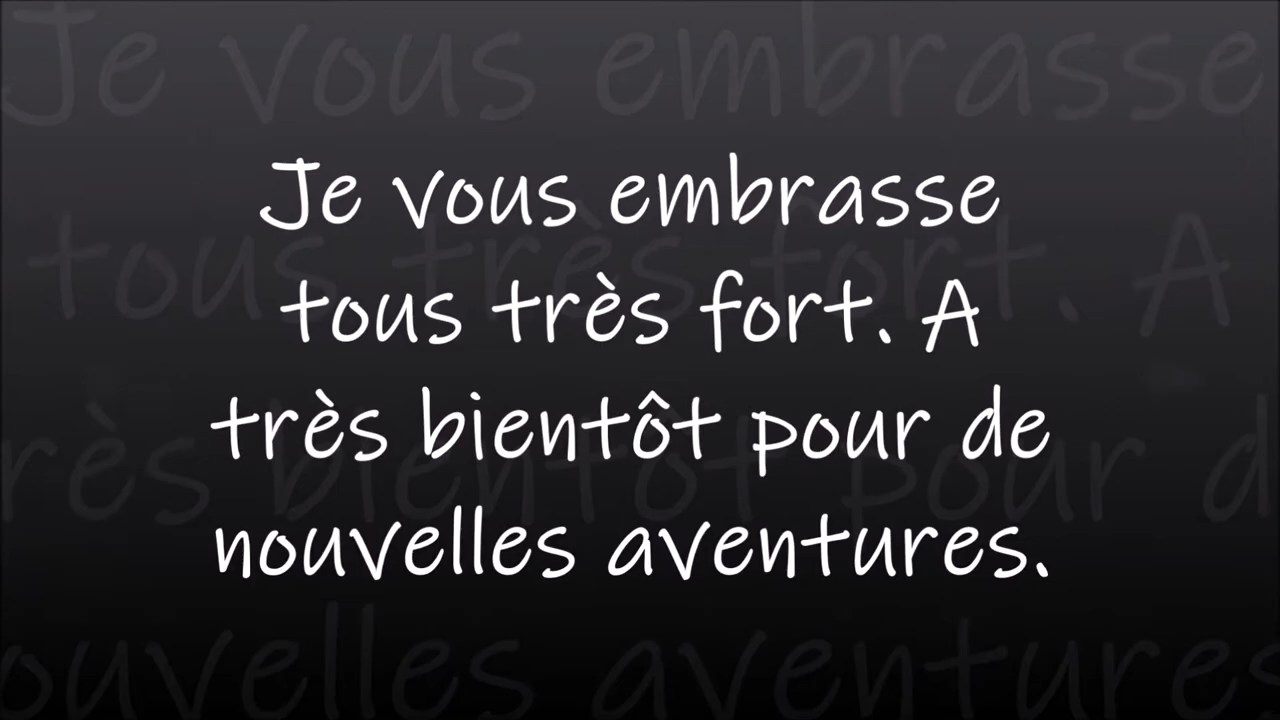 Je vous embrasse
tous très fort. A
très bientôt pour de
nouvelles aventures.